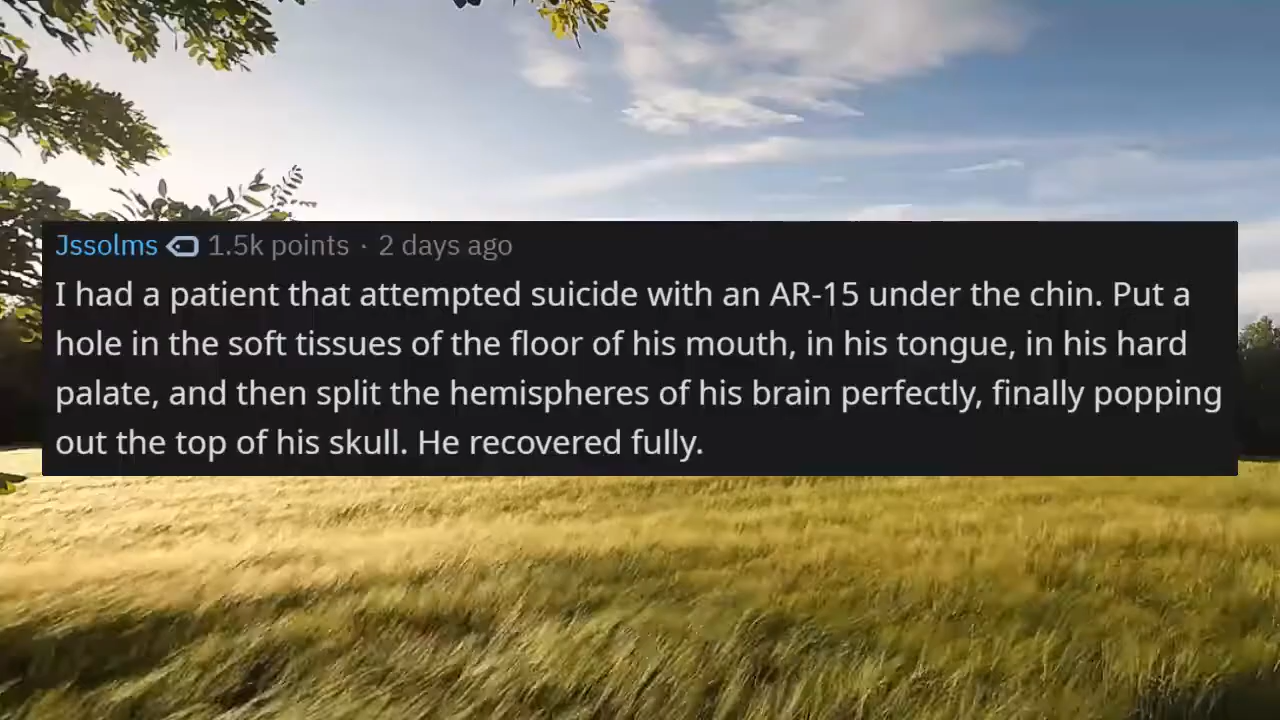 Jssolms 1.5k points · 2 days ago
I had a patient that attempted suicide with an AR-15 under the chin. Put a
hole in the soft tissues of the floor of his mouth, in his tongue, in his hard
palate, and then split the hemispheres of his brain perfectly, finally popping
out the top of his skull. He recovered fully.